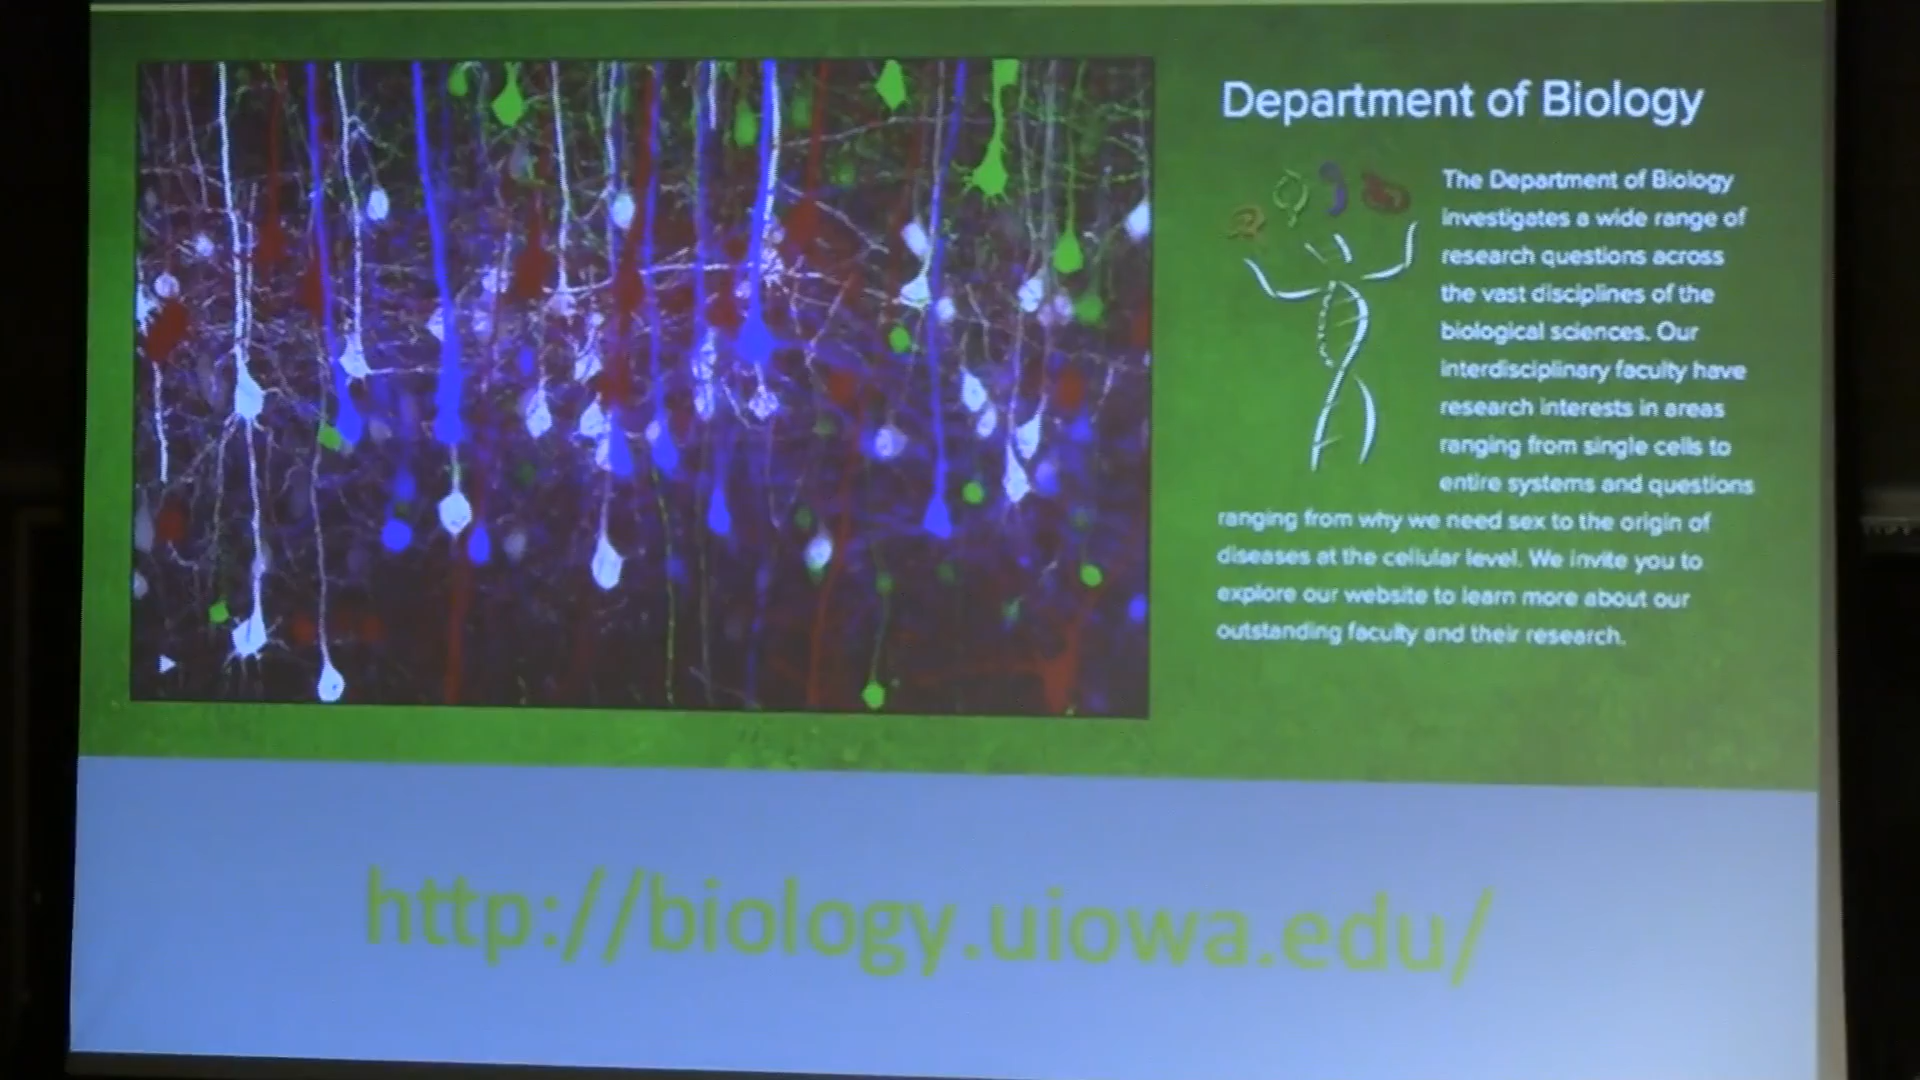 Department of Biology
The Department of Biology
investigates a wide range of
research questions across
the vast disciplines of the
biological sciences. Our
interdisciplinary faculty have
research interests in areas
ranging from single cells to
entire systems and questions
ranging from why we need sex to the origin of
diseases at the cellular level. We invite you to
explore our website to learn more about our
outstanding faculty and their research.
http://biology.uiowa.edu/